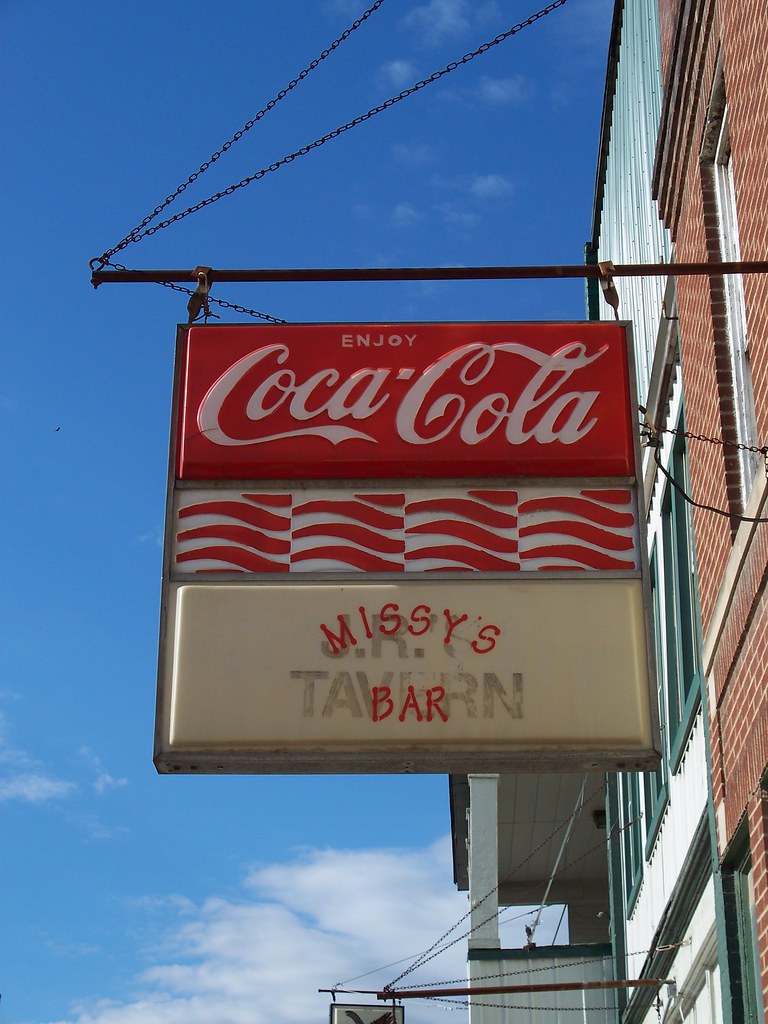 ENJOY
Coca-Cola
MISSY'S
J.R.'S
TAVERN
BAR